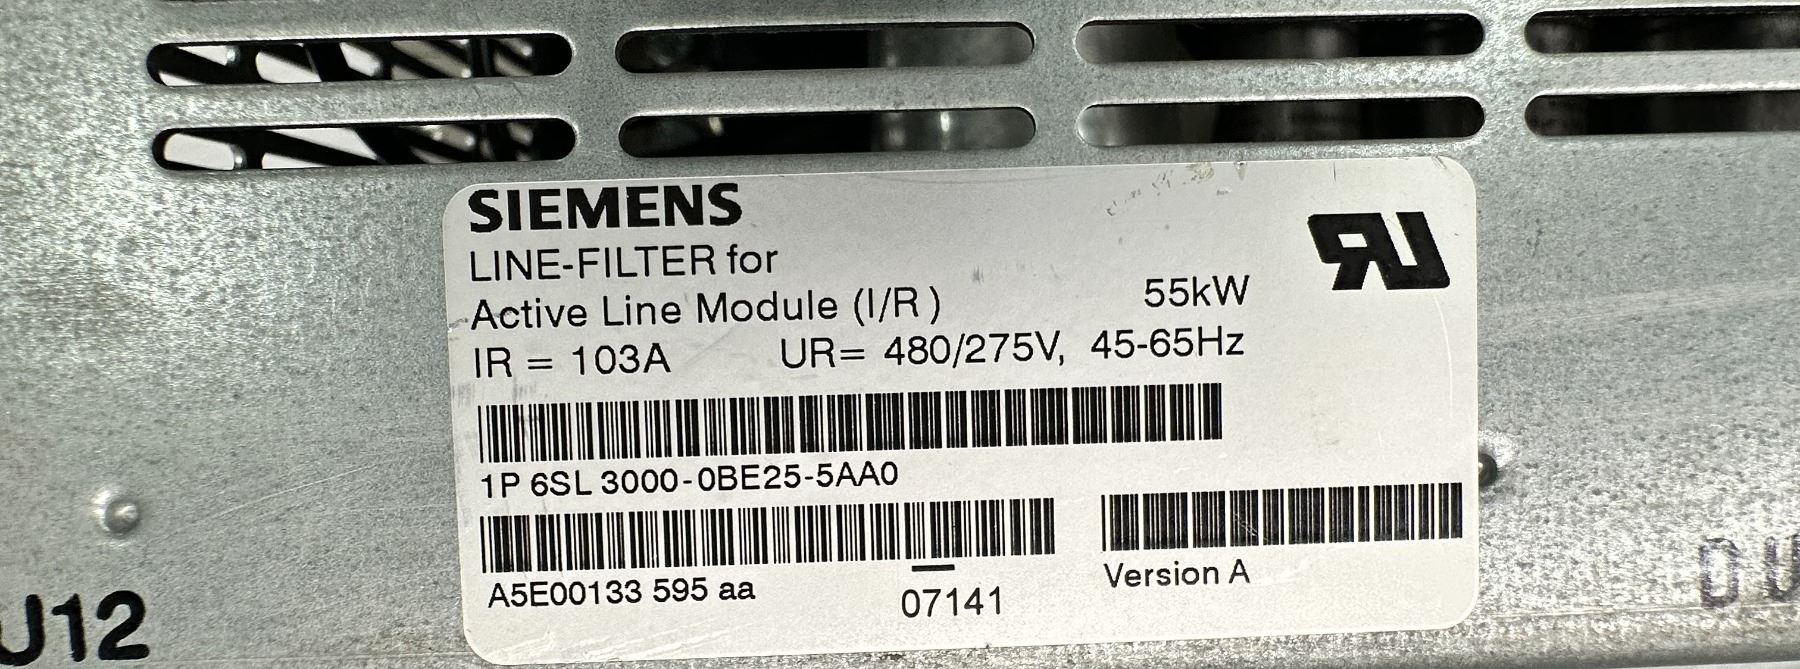 SIEMENS
LINE-FILTER for
Active Line Module (I/R)
55kW
IR = 103A
UR= 480/275V, 45-65Hz
1P 6SL 3000-0BE25-5AA0
A5E00133 595 aa
07141
Version A
U12